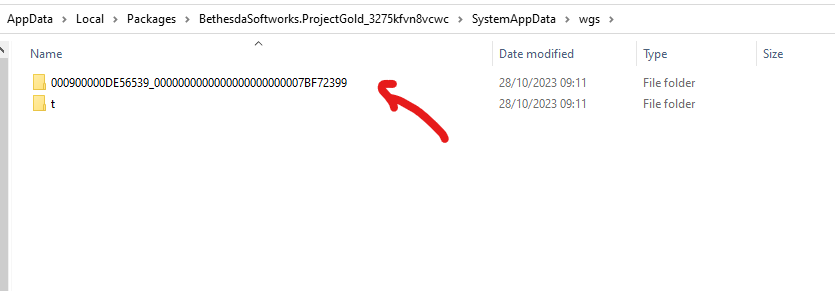 AppData > Local > Packages > BethesdaSoftworks.ProjectGold_3275kfvn8vcwc > SystemAppData > wgs >
Name Date modified Type Size
000900000DE56539_0000000000000000000000007BF72399 28/10/2023 09:11 File folder
t 28/10/2023 09:11 File folder